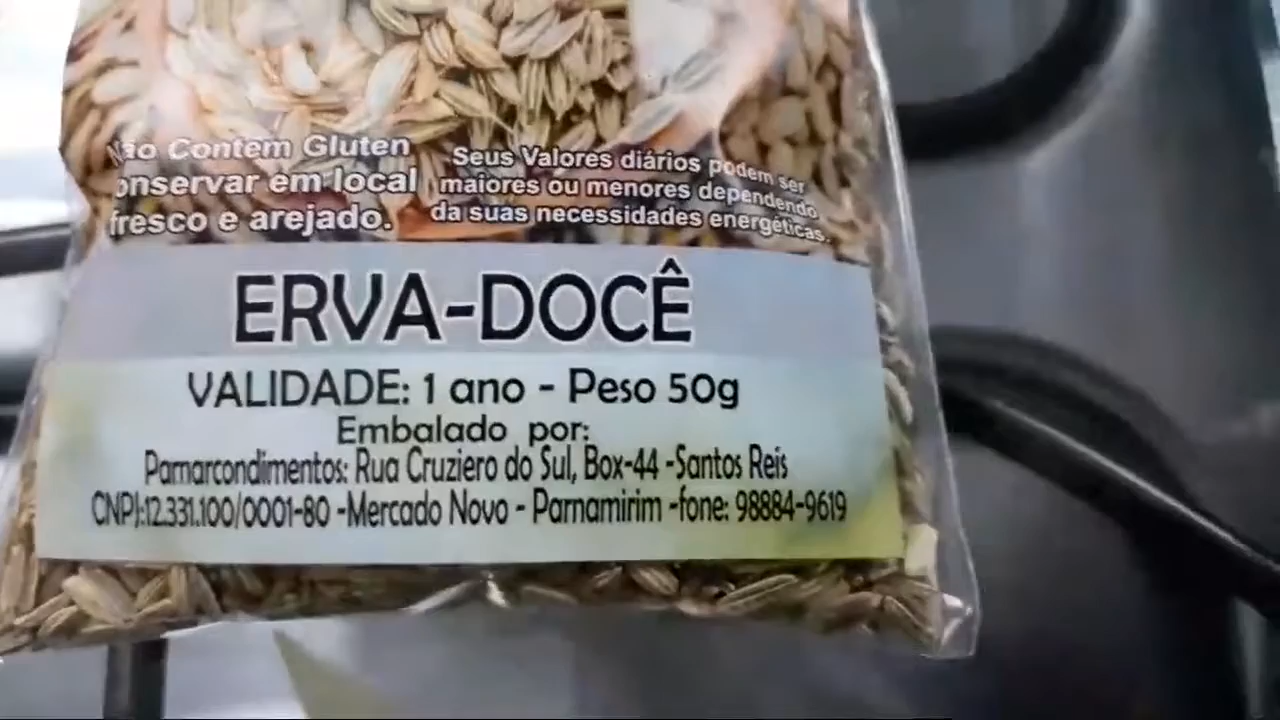 Não Contém Gluten
onservar em local
fresco e arejado.
Seus Valores diários podem ser
maiores ou menores dependendo
da suas necessidades energéticas.
ERVA-DOCÊ
VALIDADE: 1 ano - Peso 50g
Embalado por:
Parnarcondimentos: Rua Cruziero do Sul, Box-44 -Santos Reis
CNPJ:12.331.100/0001-80 -Mercado Novo - Parnamirim -fone: 98884-9619